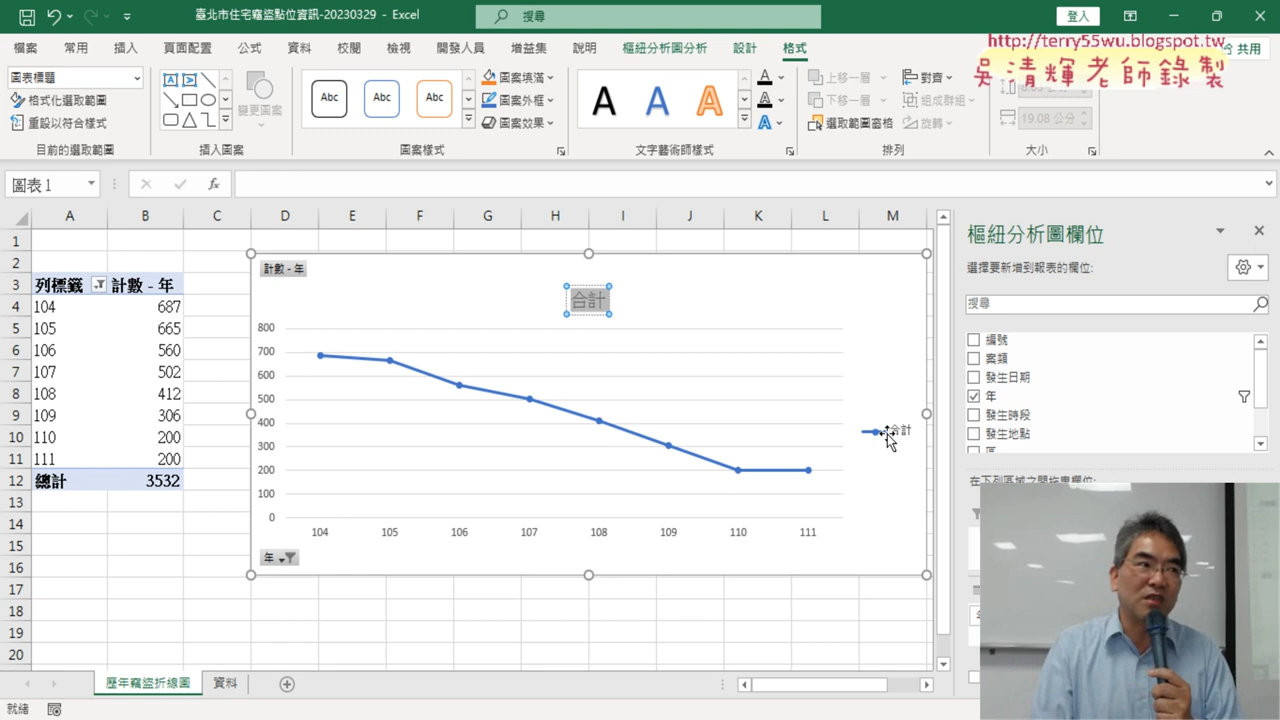 臺北市住宅竊盜點位資訊-20230329 - Excel
搜尋
登入
檔案 常用 插入 頁面配置 公式 資料 校閱 檢視 開發人員 增益集 說明 樞紐分析圖分析 設計 格式
共用
http://terry55wu.blogspot.tw
吳清輝老師錄製
圖表標題
格式化選取範圍
重設以符合樣式
目前的選取範圍
變更圖案
插入圖案
Abc Abc Abc
圖案填滿
圖案外框
圖案效果
圖案樣式
A A A
文字藝術師樣式
上移一層
下移一層
選取範圍窗格
對齊
組成群組
旋轉
排列
19.08 公分
大小
圖表 1
fx
A B C D E F G H I J K L M
1
2
3 列標籤 計數 - 年
4 104 687
5 105 665
6 106 560
7 107 502
8 108 412
9 109 306
10 110 200
11 111 200
12 總計 3532
13
14
15
16
17
18
19
20
計數 - 年
合計
800
700
600
500
400
300
200
100
0
104 105 106 107 108 109 110 111
合計
年
樞紐分析圖欄位
選擇要新增到報表的欄位:
搜尋
編號
案類
發生日期
年
發生時段
發生地點
在下列區域之間拖曳欄位:
歷年竊盜折線圖 資料
就緒